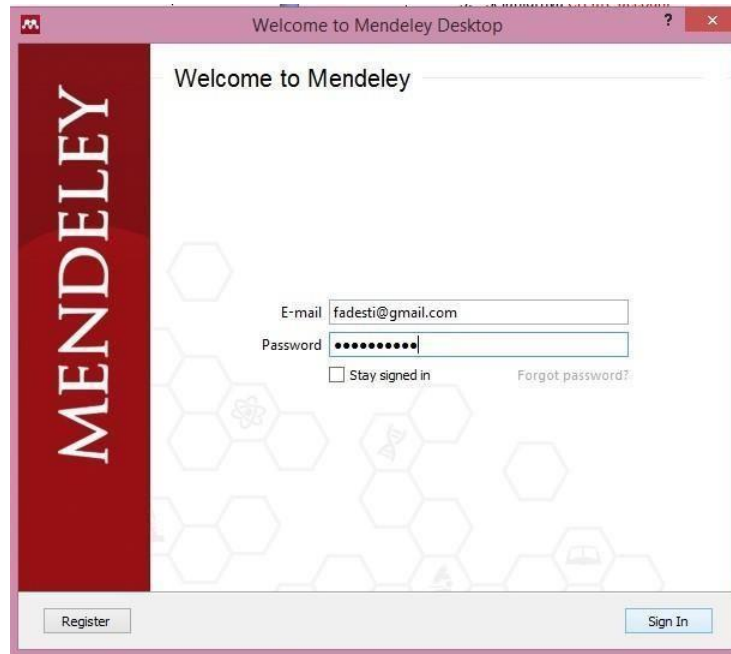 Welcome to Mendeley Desktop
?
×
MENDELEY
Welcome to Mendeley
E-mail fadesti@gmail.com
Password ●●●●●●●●●●
Stay signed in Forgot password?
Register Sign In